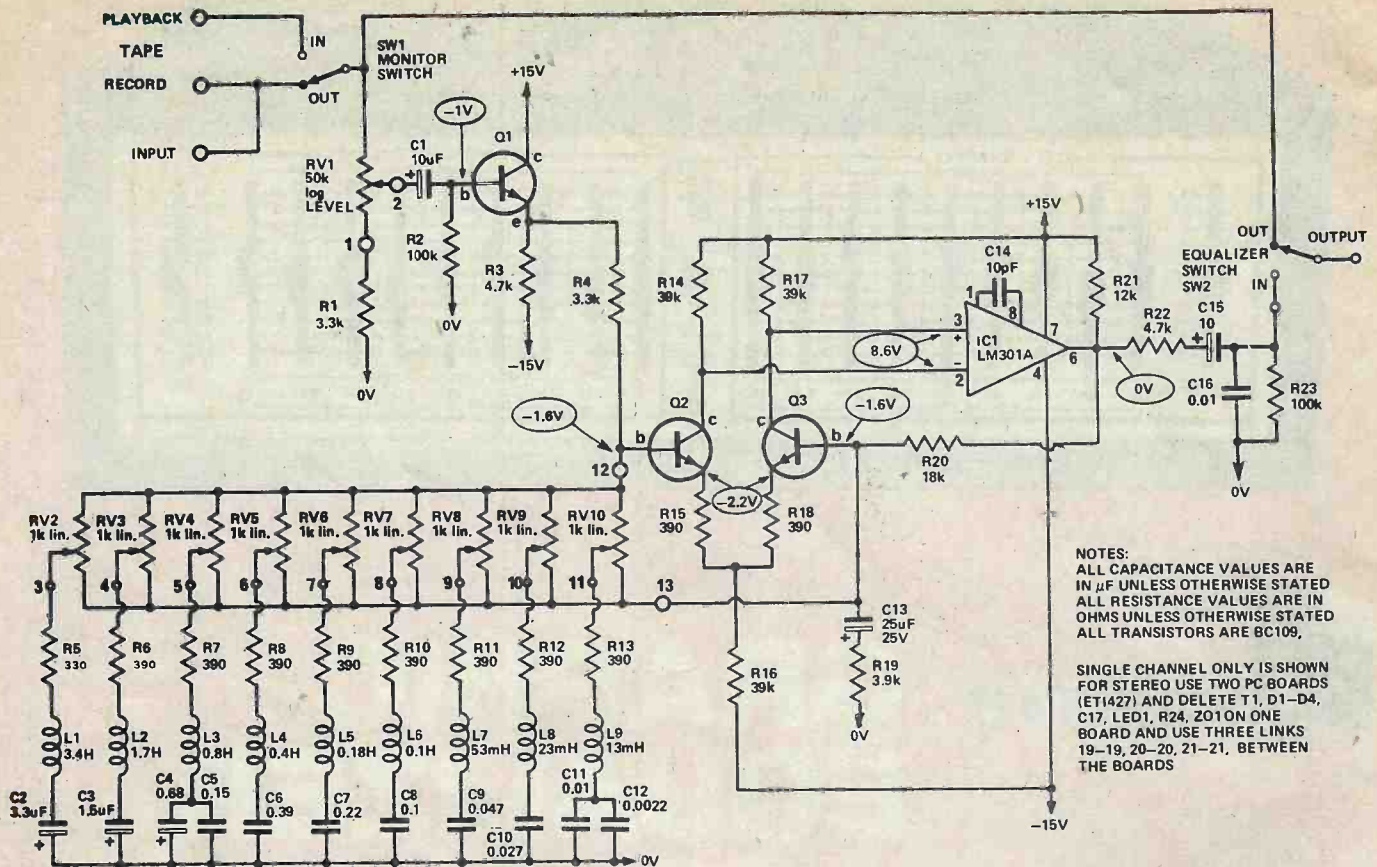 PLAYBACK
TAPE
RECORD
INPUT
IN
OUT
SW1
MONITOR
SWITCH
RV1
50k
log
LEVEL
1
R1
3.3k
0V
2
C1
10uF
+
-1V
b
Q1
c
e
+15V
R2
100k
0V
R3
4.7k
-15V
R4
3.3k
-1.6V
12
R14
39k
R17
39k
Q2
b
c
Q3
c
b
-1.6V
-2.2V
R15
390
R18
390
8.6V
C14
10pF
1
8
3
+
-
2
IC1
LM301A
7
6
4
+15V
R21
12k
R22
4.7k
0V
R20
18k
C15
10
+
C16
0.01
R23
100k
0V
OUT
EQUALIZER
SWITCH
SW2
IN
OUTPUT
RV2
1k lin.
RV3
1k lin.
RV4
1k lin.
RV5
1k lin.
RV6
1k lin.
RV7
1k lin.
RV8
1k lin.
RV9
1k lin.
RV10
1k lin.
3
4
5
6
7
8
9
10
11
13
R5
330
R6
390
R7
390
R8
390
R9
390
R10
390
R11
390
R12
390
R13
390
R16
39k
C13
25uF
25V
+
R19
3.9k
0V
L1
3.4H
L2
1.7H
L3
0.8H
L4
0.4H
L5
0.18H
L6
0.1H
L7
53mH
L8
23mH
L9
13mH
C2
3.3uF
+
C3
1.5uF
+
C4
0.68
+
C5
0.15
C6
0.39
C7
0.22
C8
0.1
C9
0.047
C10
0.027
C11
0.01
C12
0.0022
0V
-15V
NOTES:
ALL CAPACITANCE VALUES ARE
IN µF UNLESS OTHERWISE STATED
ALL RESISTANCE VALUES ARE IN
OHMS UNLESS OTHERWISE STATED
ALL TRANSISTORS ARE BC109,
SINGLE CHANNEL ONLY IS SHOWN
FOR STEREO USE TWO PC BOARDS
(ETI427) AND DELETE T1, D1-D4,
C17, LED1, R24, ZD1 ON ONE
BOARD AND USE THREE LINKS
19-19, 20-20, 21-21, BETWEEN
THE BOARDS